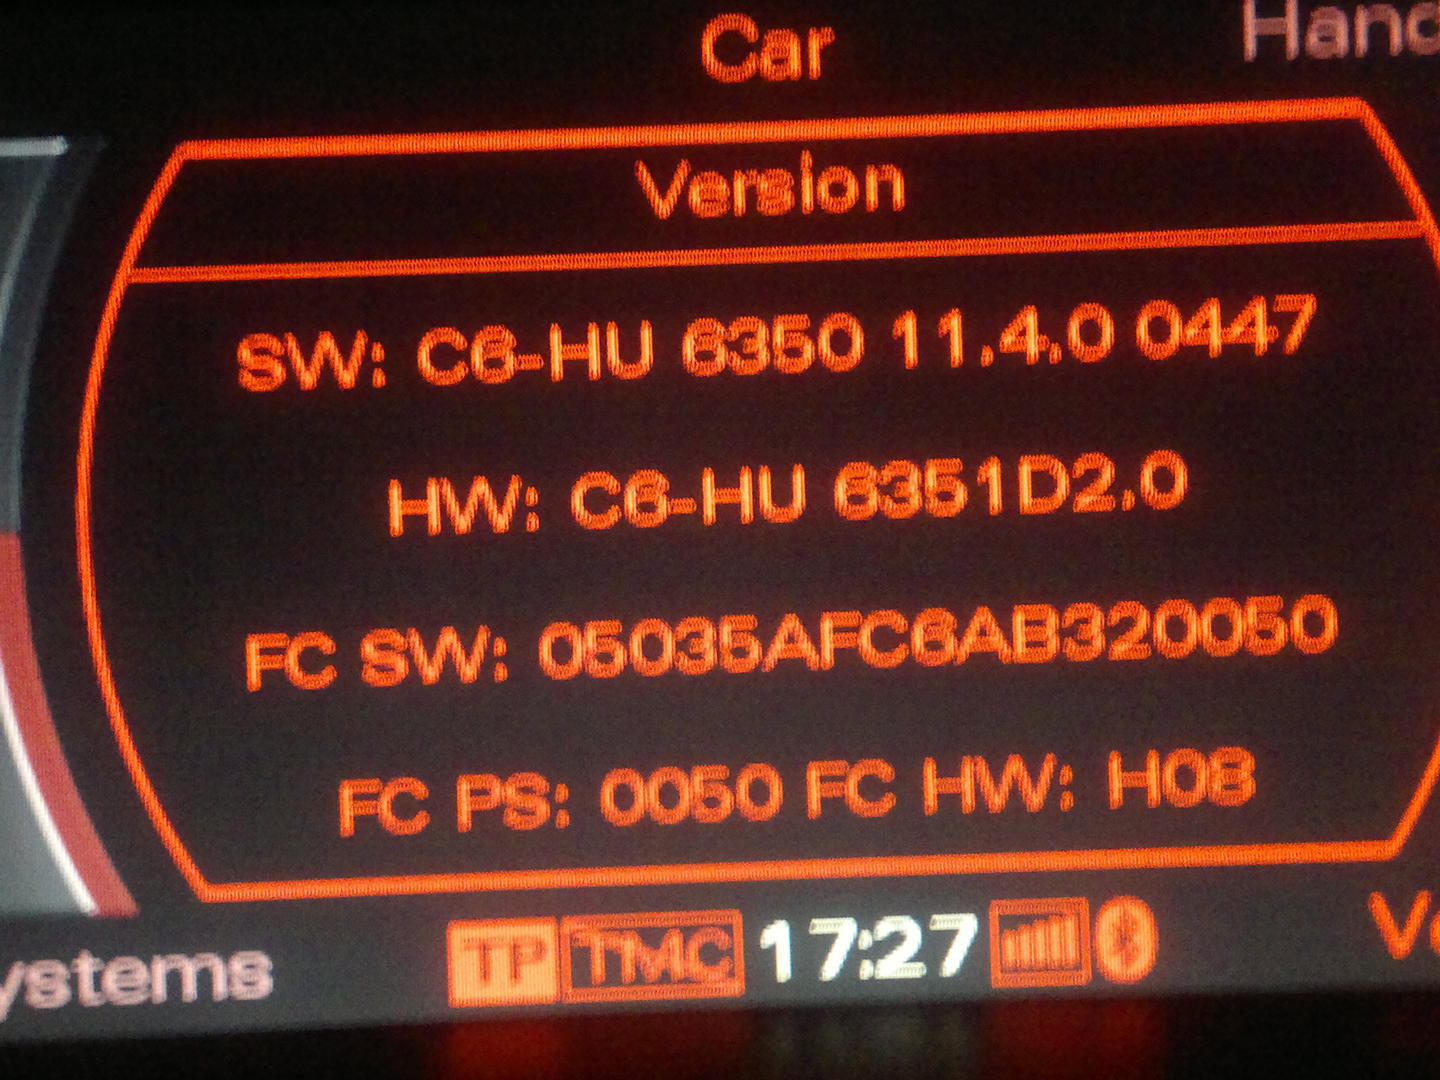 Car
Hand
Version
SW: C6-HU 6350 11.4.0 0447
HW: C6-HU 6351D2.0
FC SW: 05035AFC6AB320050
FC PS: 0050 FC HW: H08
ystems
TP TMC 17:27